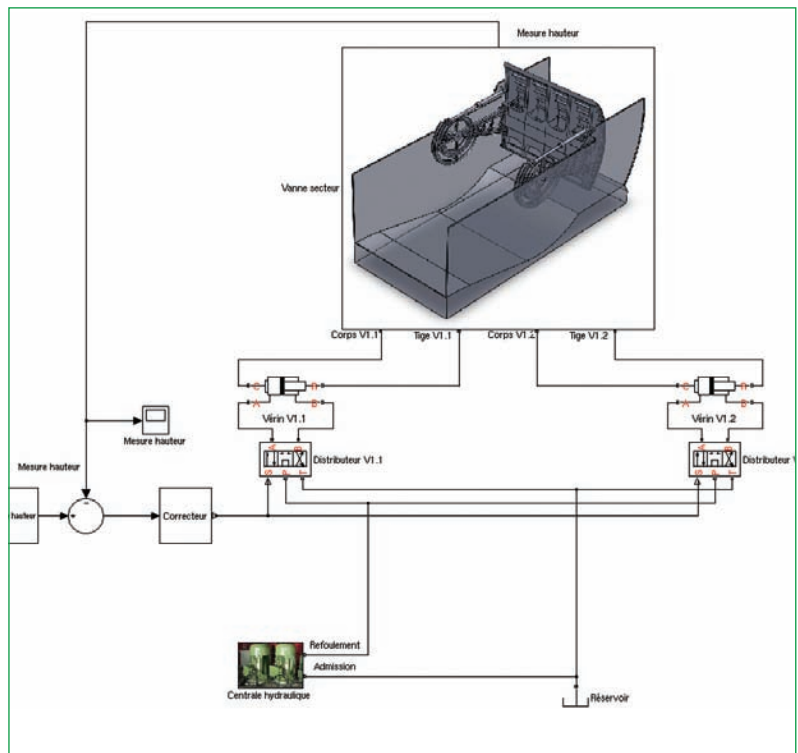 Mesure hauteur
Vanne secteur
Corps V1.1
Tige V1.1
Corps V1.2
Tige V1.2
C
R
C
R
A
B
A
B
Vérin V1.1
Vérin V1.2
Mesure hauteur
A
B
A
B
Distributeur V1.1
Distributeur V
S
P
T
S
P
T
Mesure hauteur
hauteur
Correcteur
Refoulement
Admission
Centrale hydraulique
Réservoir